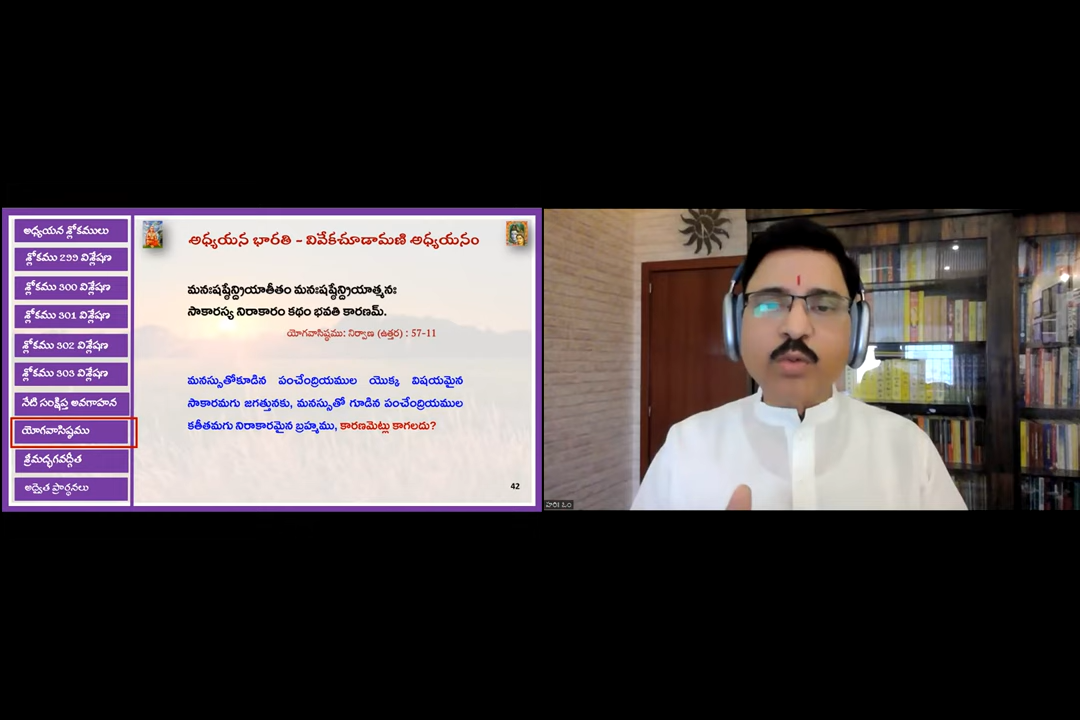 అధ్యయన శ్లోకములు
శ్లోకము 299 విశ్లేషణ
శ్లోకము 300 విశ్లేషణ
శ్లోకము 301 విశ్లేషణ
శ్లోకము 302 విశ్లేషణ
శ్లోకము 303 విశ్లేషణ
నేటి సంక్షిప్త అవగాహన
యోగవాసిష్ఠము
శ్రీమద్భగవద్గీత
అద్వైత ప్రార్థనలు
అధ్యయన భారతి - వివేకచూడామణి అధ్యయనం
మనఃషష్ఠేన్ద్రియాతీతం మనఃషష్ఠేన్ద్రియాత్మనః
సాకారస్య నిరాకారం కథం భవతి కారణమ్.
యోగవాసిష్ఠము: నిర్వాణ (ఉత్తర) : 57-11
మనస్సుతోకూడిన పంచేంద్రియముల యొక్క విషయమైన
సాకారమగు జగత్తునకు, మనస్సుతో గూడిన పంచేంద్రియముల
కతీతమగు నిరాకారమైన బ్రహ్మము, కారణమెట్లు కాగలదు?
42
హరిః ఓం